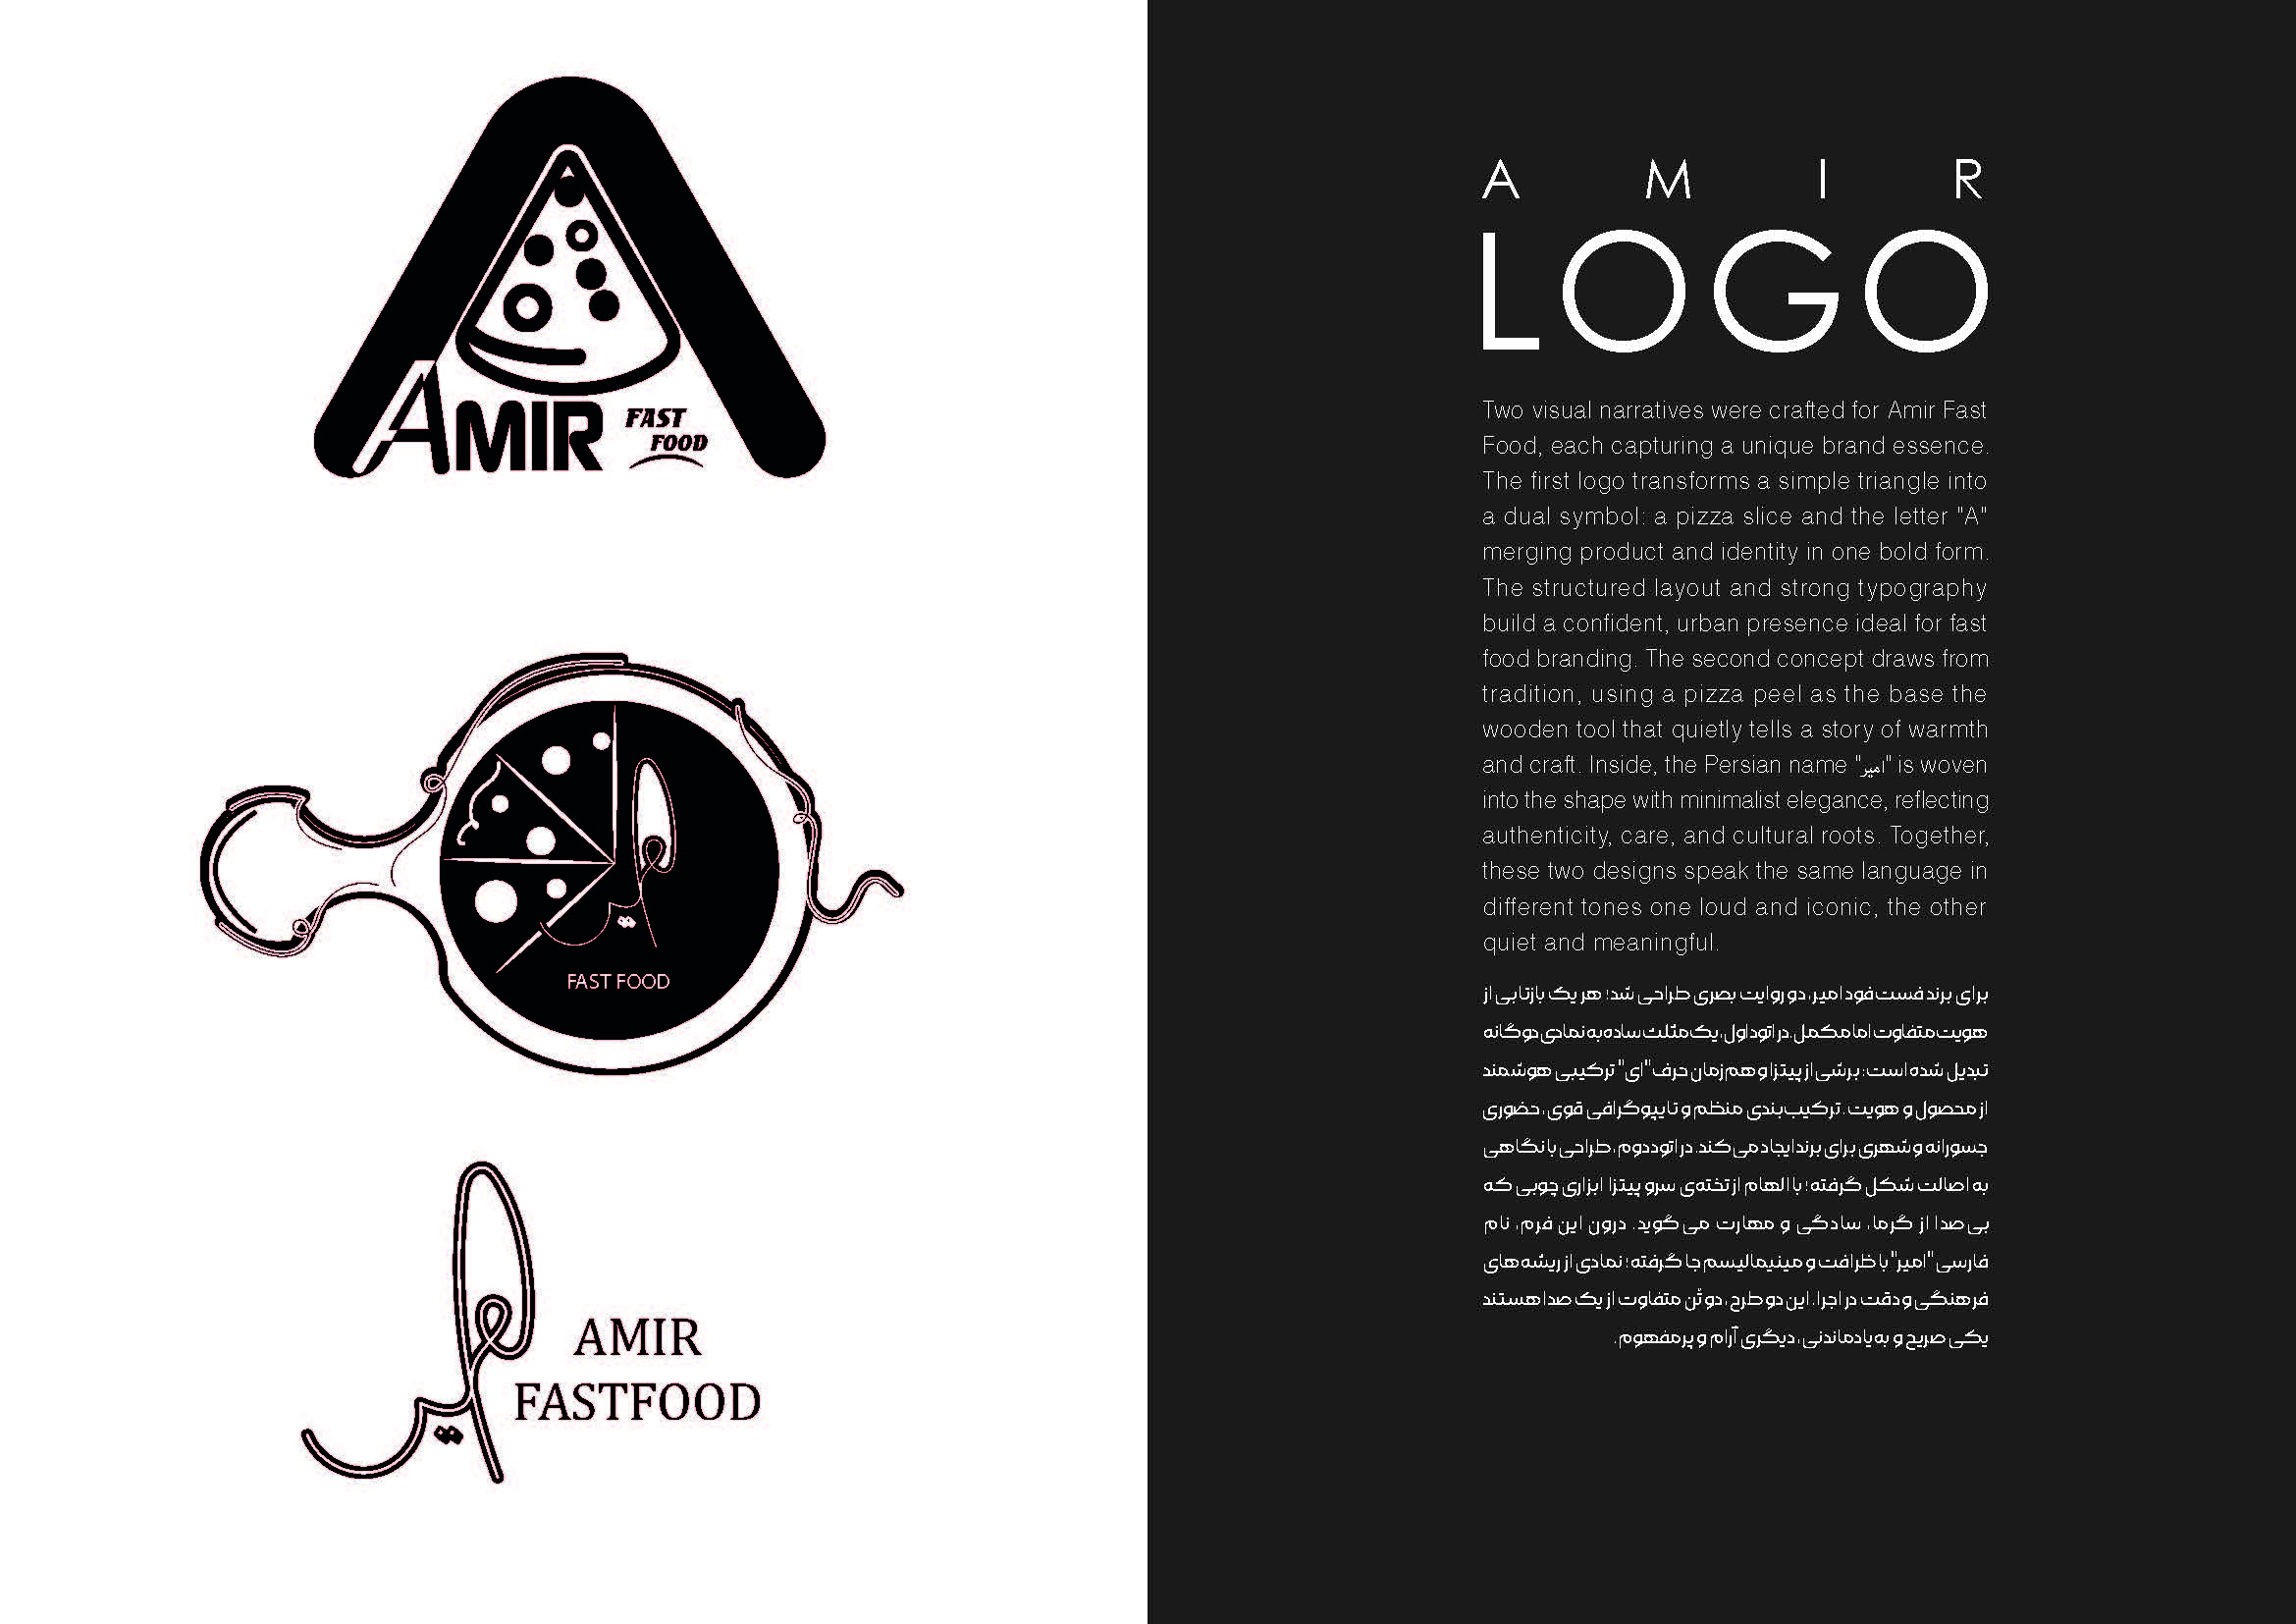 AMIR FAST
FOOD
FAST FOOD
امیر
AMIR
FASTFOOD
A M I R
LOGO
Two visual narratives were crafted for Amir Fast
Food, each capturing a unique brand essence.
The first logo transforms a simple triangle into
a dual symbol: a pizza slice and the letter "A"
merging product and identity in one bold form.
The structured layout and strong typography
build a confident, urban presence ideal for fast
food branding. The second concept draws from
tradition, using a pizza peel as the base the
wooden tool that quietly tells a story of warmth
and craft. Inside, the Persian name "امیر" is woven
into the shape with minimalist elegance, reflecting
authenticity, care, and cultural roots. Together,
these two designs speak the same language in
different tones one loud and iconic, the other
quiet and meaningful.
برای برند فست فود امیر، دو روایت بصری طراحی شد؛ هر یک بازتابی از
هویت متفاوت اما مکمل. در اتود اول، یک مثلث ساده به نمادی دوگانه
تبدیل شده است: برشی از پیتزا و هم زمان حرف "ای" ترکیبی هوشمند
از محصول و هویت. ترکیب‌بندی منظم و تایپوگرافی قوی، حضوری
جسورانه و شهری برای برند ایجاد می کند. در اتود دوم، طراحی با نگاهی
به اصالت شکل گرفته؛ با الهام از تخته‌ی سرو پیتزا ابزاری چوبی که
بی صدا از گرما، سادگی و مهارت می گوید. درون این فرم، نام
فارسی "امیر" با ظرافت و مینیمالیسم جا گرفته؛ نمادی از ریشه های
فرهنگی و دقت در اجرا. این دو طرح، دو تُن متفاوت از یک صدا هستند
یکی صریح و به‌یادماندنی، دیگری آرام و پرمفهوم.